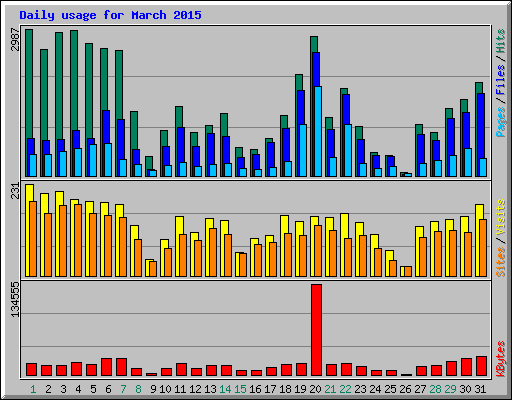 Daily usage for March 2015
2987
Pages / Files / Hits
231
Sites / Visits
134555
KBytes
1 2 3 4 5 6 7 8 9 10 11 12 13 14 15 16 17 18 19 20 21 22 23 24 25 26 27 28 29 30 31